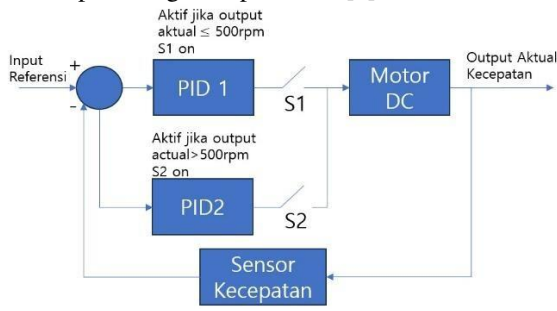 Aktif jika output
aktual ≤ 500rpm
S1 on
Input
Referensi
+
-
PID 1
S1
Motor
DC
Output Aktual
Kecepatan
Aktif jika output
actual>500rpm
S2 on
PID2
S2
Sensor
Kecepatan